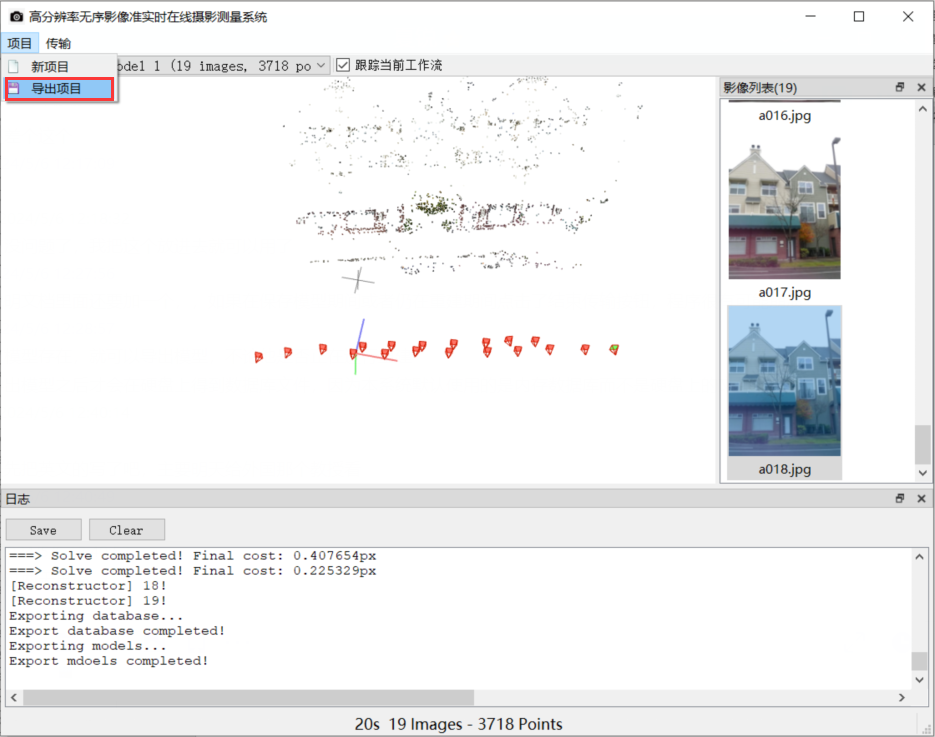 高分辨率无序影像准实时在线摄影测量系统
项目 传输
新项目
odel 1 (19 images, 3718 po
跟踪当前工作流
导出项目
影像列表(19)
a016.jpg
a017.jpg
a018.jpg
日志
Save Clear
===> Solve completed! Final cost: 0.407654px
===> Solve completed! Final cost: 0.225329px
[Reconstructor] 18!
[Reconstructor] 19!
Exporting database...
Export database completed!
Exporting models...
Export mdoels completed!
20s 19 Images - 3718 Points